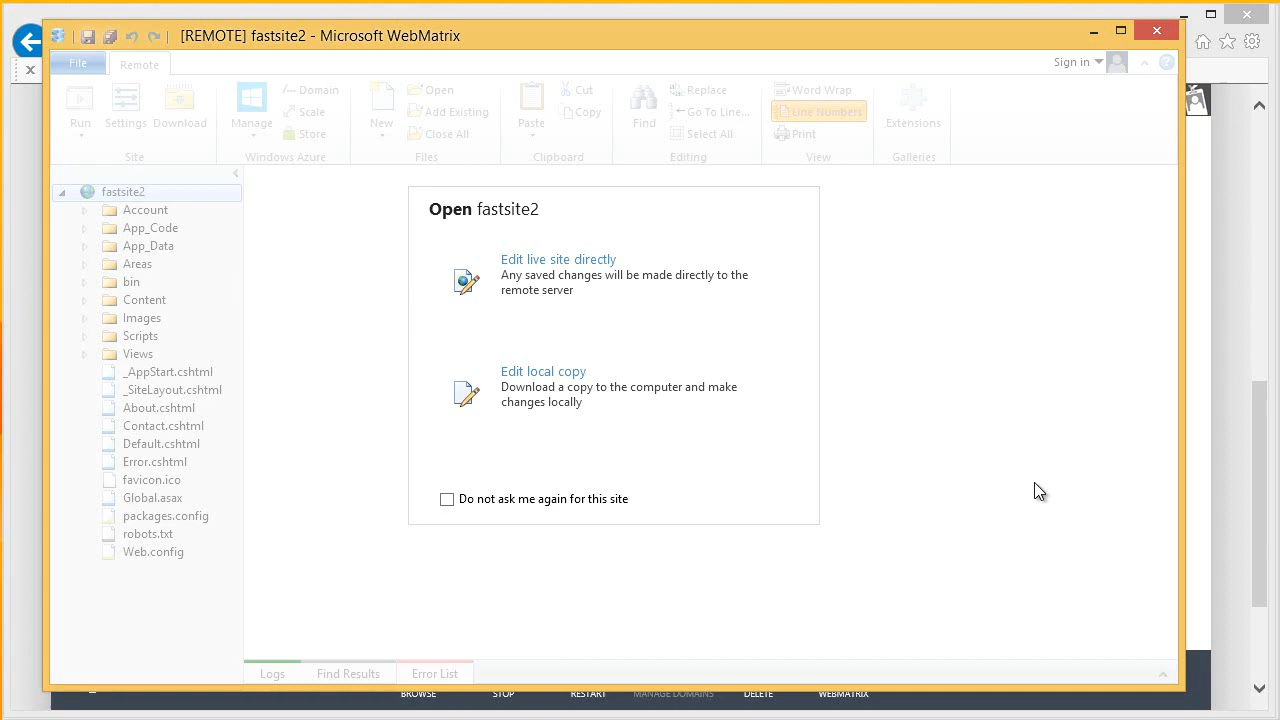 [REMOTE] fastsite2 - Microsoft WebMatrix
File
Remote
Sign in
Run
Settings
Download
Site
Manage
Domain
Scale
Store
Windows Azure
New
Open
Add Existing
Close All
Files
Paste
Cut
Copy
Clipboard
Find
Replace
Go To Line...
Select All
Editing
Word Wrap
Line Numbers
Print
View
Extensions
Galleries
fastsite2
Account
App_Code
App_Data
Areas
bin
Content
Images
Scripts
Views
_AppStart.cshtml
_SiteLayout.cshtml
About.cshtml
Contact.cshtml
Default.cshtml
Error.cshtml
favicon.ico
Global.asax
packages.config
robots.txt
Web.config
Open fastsite2
Edit live site directly
Any saved changes will be made directly to the
remote server
Edit local copy
Download a copy to the computer and make
changes locally
Do not ask me again for this site
Logs
Find Results
Error List
BROWSE
STOP
RESTART
MANAGE DOMAINS
DELETE
WEBMATRIX